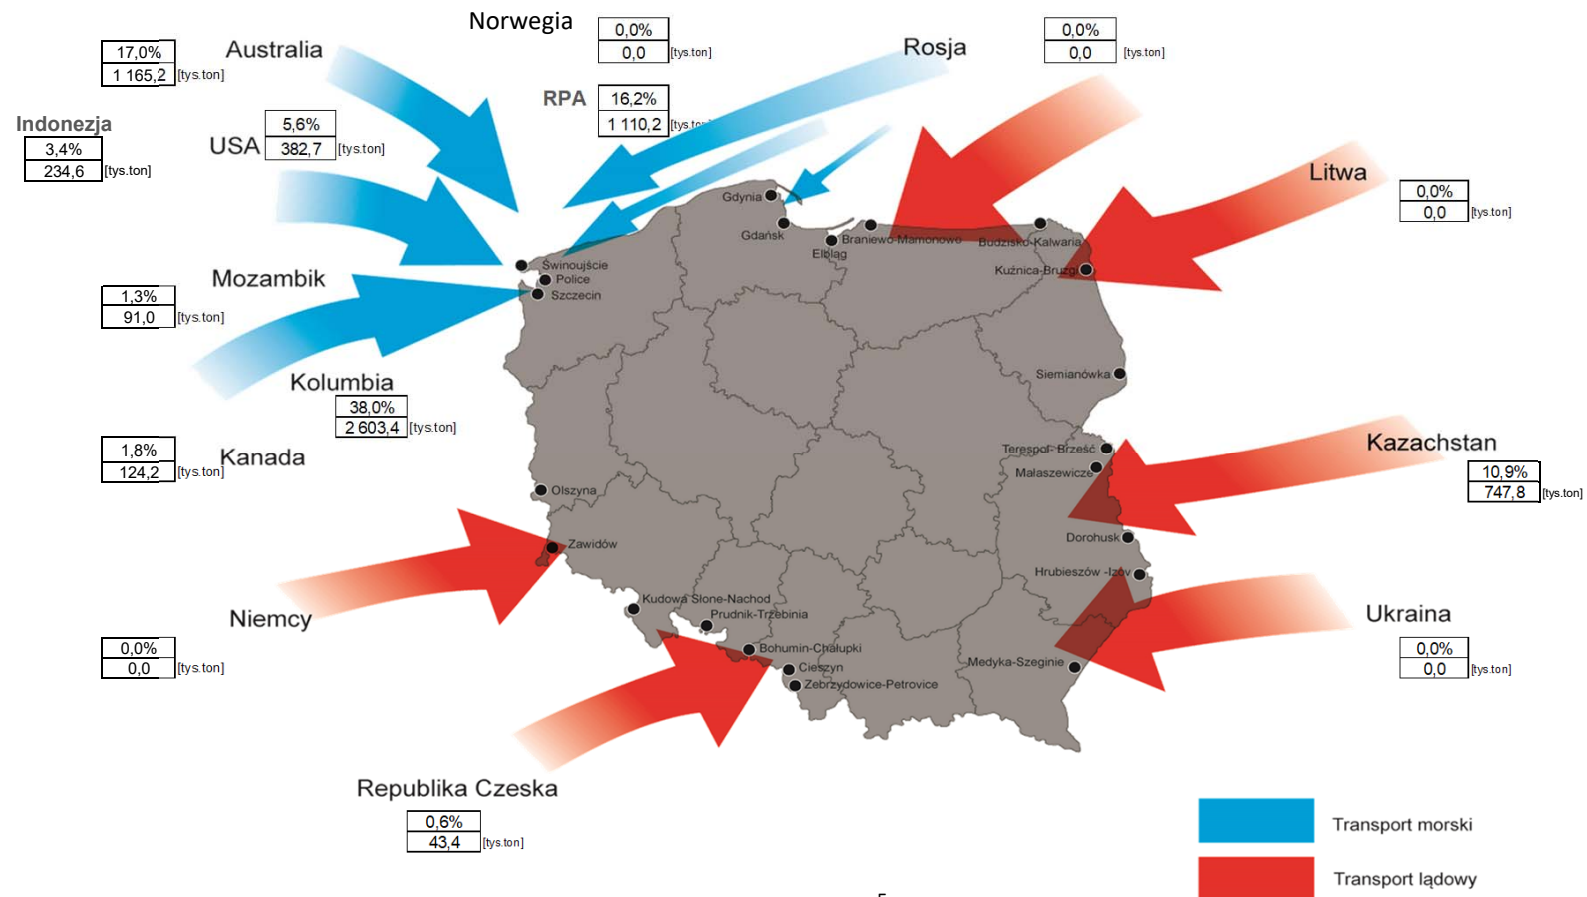 Norwegia
0,0%
0,0 [tys.ton]
Rosja
0,0%
0,0 [tys.ton]
Australia
17,0%
1 165,2 [tys.ton]
RPA
16,2%
1 110,2
Indonezja
3,4%
234,6 [tys.ton]
USA
5,6%
382,7 [tys.ton]
Litwa
0,0%
0,0 [tys.ton]
Gdynia
Gdańsk
Elbląg
Braniewo-Mamonowo
Budzisko-Kalwaria
Kuźnica-Bruzgi
Świnoujście
Police
Szczecin
Mozambik
1,3%
91,0 [tys.ton]
Kolumbia
38,0%
2 603,4 [tys.ton]
Siemianówka
Kanada
1,8%
124,2 [tys.ton]
Terespol- Brześć
Małaszewicze
Kazachstan
10,9%
747,8 [tys.ton]
Olszyna
Zawidów
Dorohusk
Hrubieszów -Izov
Kudowa Słone-Nachod
Prudnik-Trzebinia
Niemcy
0,0%
0,0 [tys.ton]
Bohumin-Chałupki
Cieszyn
Zebrzydowice-Petrovice
Medyka-Szeginie
Ukraina
0,0%
0,0 [tys.ton]
Republika Czeska
0,6%
43,4 [tys.ton]
Transport morski
Transport lądowy